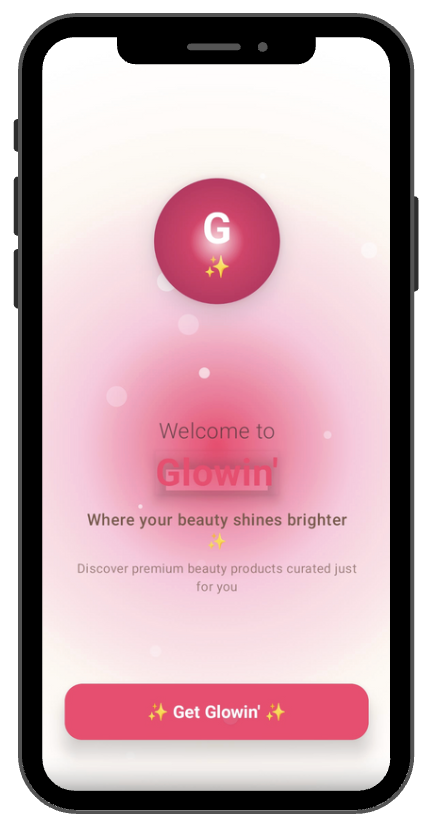 G
✨
Welcome to
Glowin'
Where your beauty shines brighter
✨
Discover premium beauty products curated just
for you
✨ Get Glowin' ✨